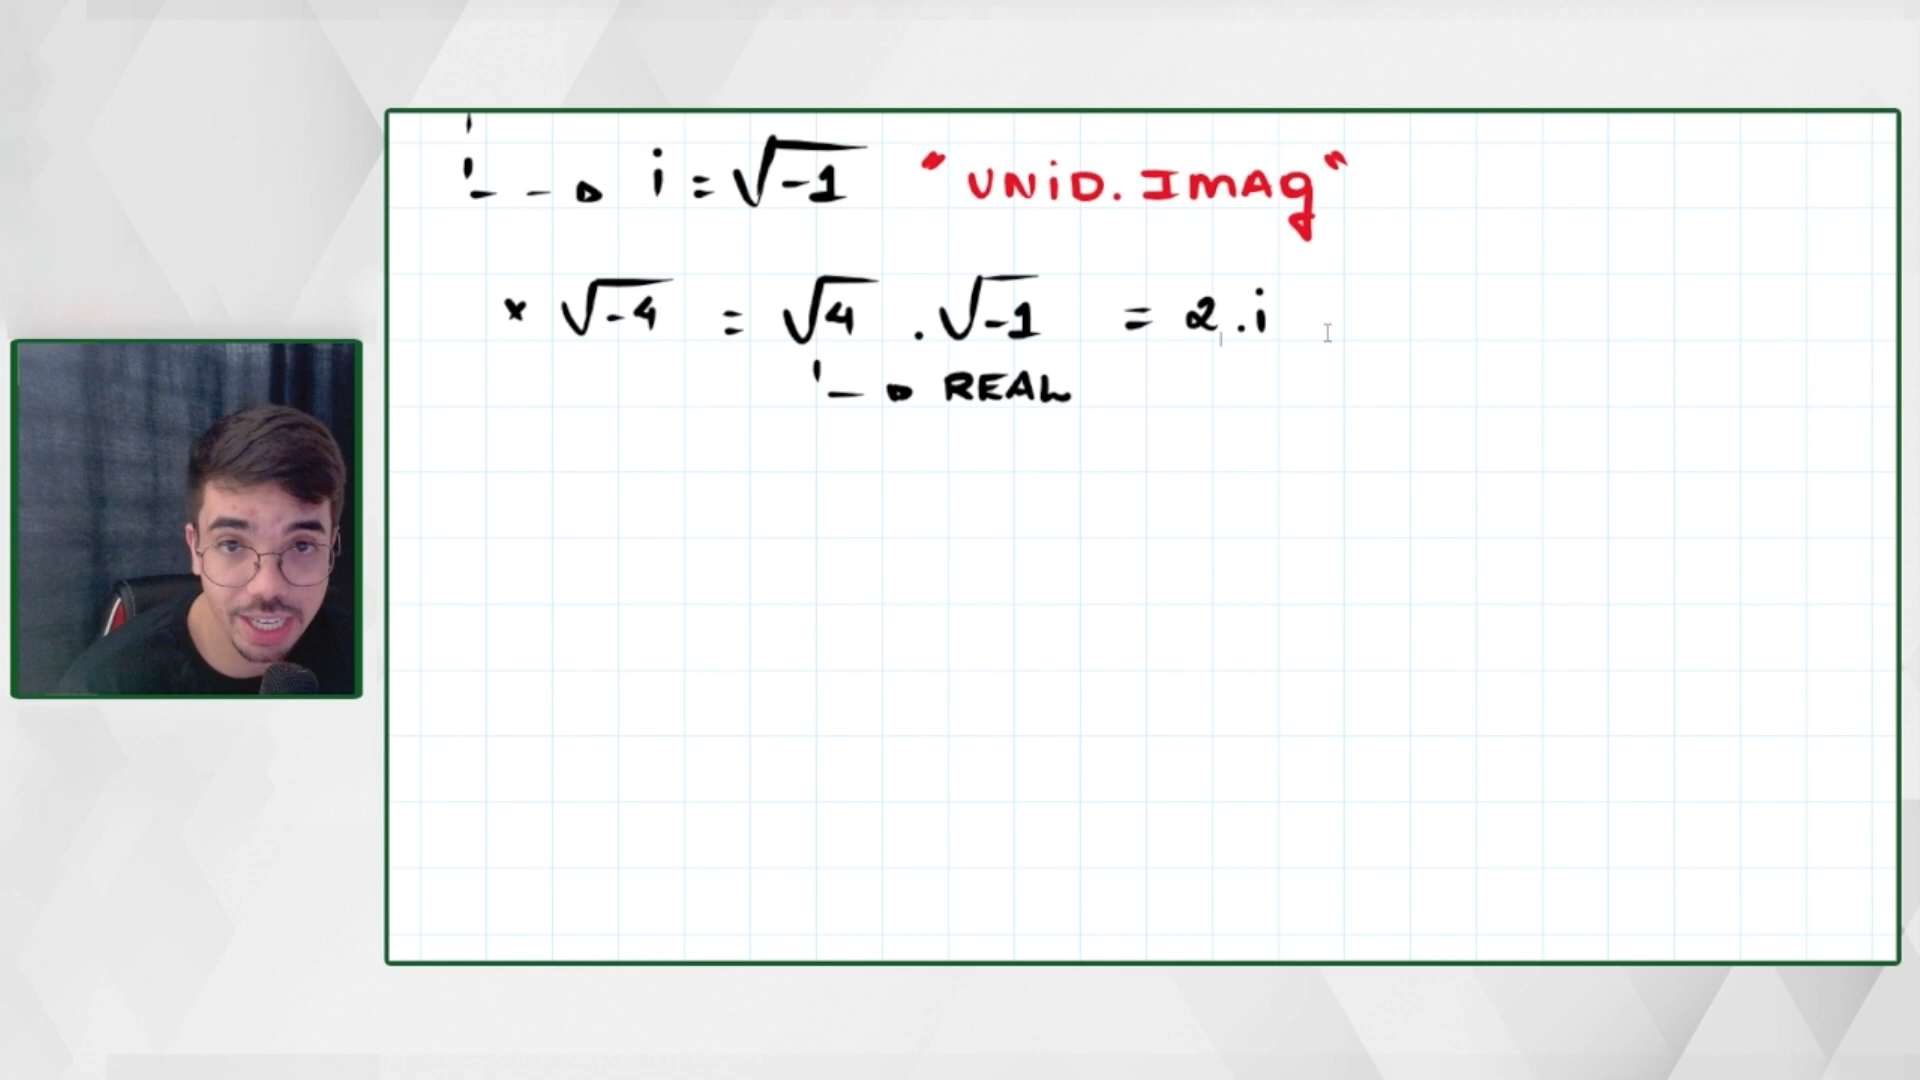 i = √-1 "UNID. IMAG"
× √-4 = √4 . √-1 = 2 . i
REAL